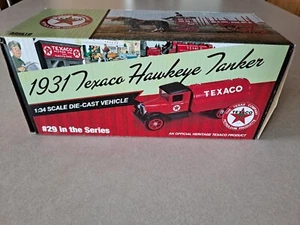 TEXACO
1931 Texaco Hawkeye Tanker
1:34 SCALE DIE-CAST VEHICLE
TEXACO
#29 in the Series
AN OFFICIAL HERITAGE TEXACO PRODUCT